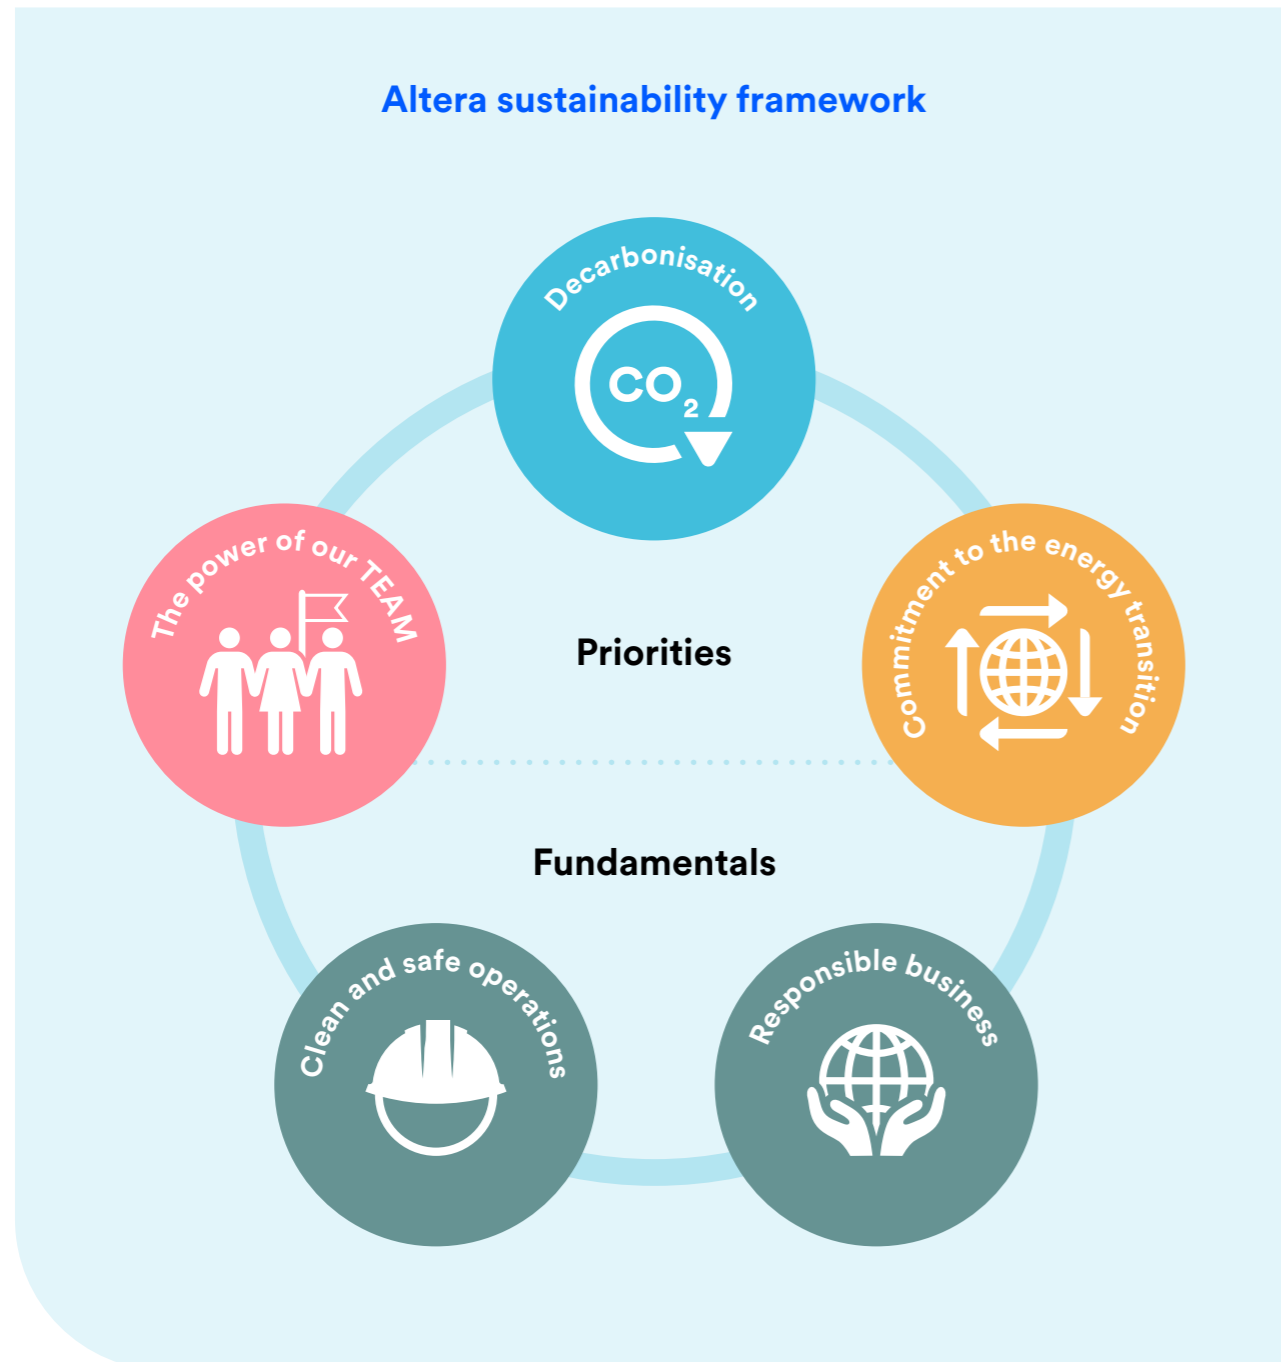 Altera sustainability framework
Decarbonisation
CO₂
The power of our TEAM
Commitment to the energy transition
Priorities
Fundamentals
Clean and safe operations
Responsible business